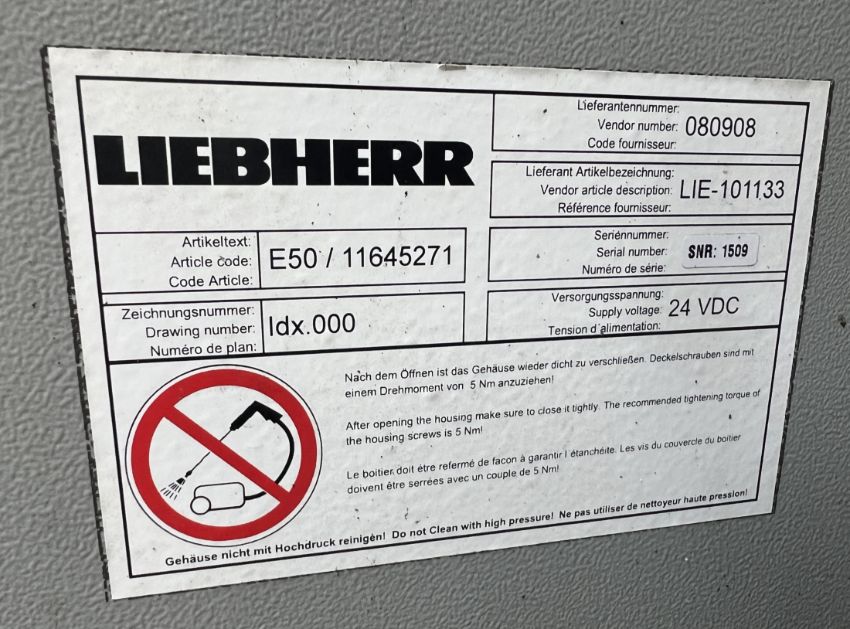 LIEBHERR
Lieferantennummer:
Vendor number: 080908
Code fournisseur:
Lieferant Artikelbezeichnung:
Vendor article description: LIE-101133
Référence fournisseur:
Artikeltext:
Article code: E50 / 11645271
Code Article:
Seriennummer:
Serial number: SNR: 1509
Numéro de série:
Zeichnungsnummer:
Drawing number: Idx.000
Numéro de plan:
Versorgungsspannung:
Supply voltage: 24 VDC
Tension d´alimentation:
Nach dem Öffnen ist das Gehäuse wieder dicht zu verschließen. Deckelschrauben sind mit
einem Drehmoment von 5 Nm anzuziehen!
After opening the housing make sure to close it tightly. The recommended tightening torque of
the housing screws is 5 Nm!
Le boitier doit étre refermé de facon à garantir l étanchéite. Les vis du couvercle du boitier
doivent être serrées avec un couple de 5 Nm!
Gehäuse nicht mit Hochdruck reinigen! Do not Clean with high pressure! Ne pas utiliser de nettoyeur haute pression!